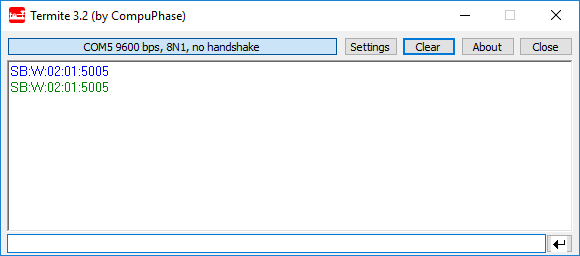 Termite 3.2 (by CompuPhase)
COM5 9600 bps, 8N1, no handshake
Settings
Clear
About
Close
SB:W:02:01:5005
SB:W:02:01:5005